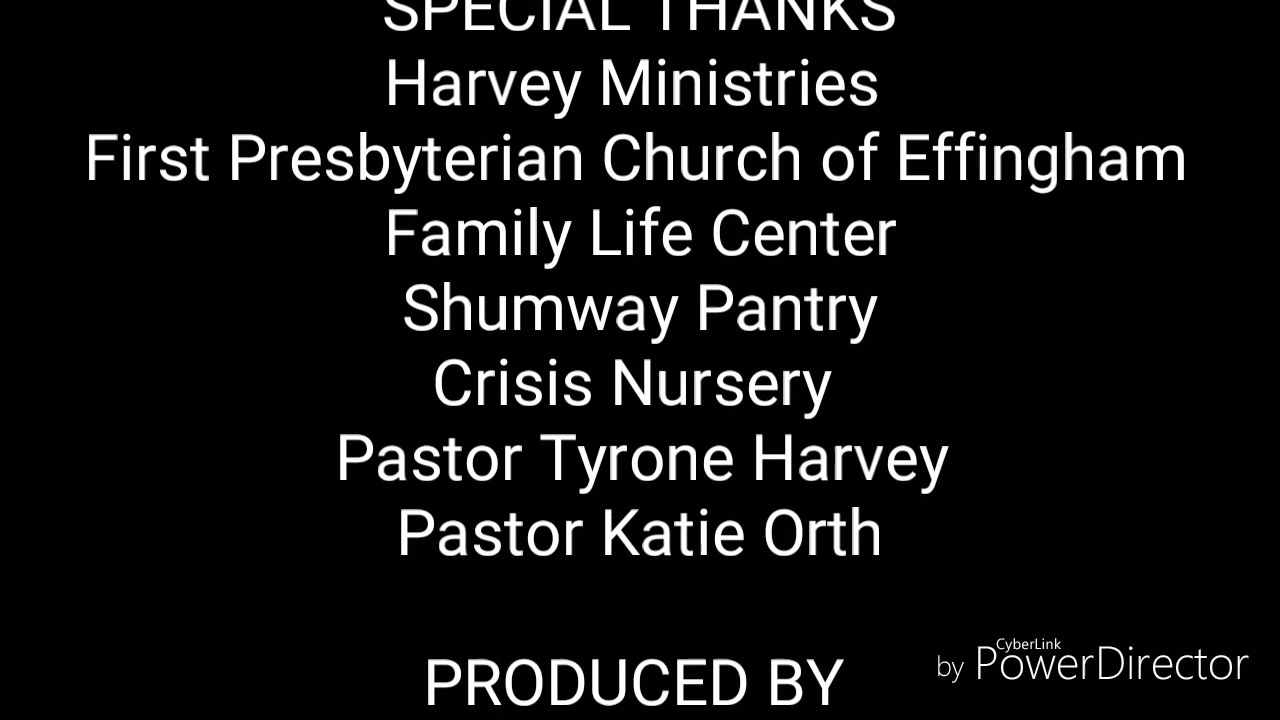 SPECIAL THANKS
Harvey Ministries
First Presbyterian Church of Effingham
Family Life Center
Shumway Pantry
Crisis Nursery
Pastor Tyrone Harvey
Pastor Katie Orth
PRODUCED BY
CyberLink
by PowerDirector